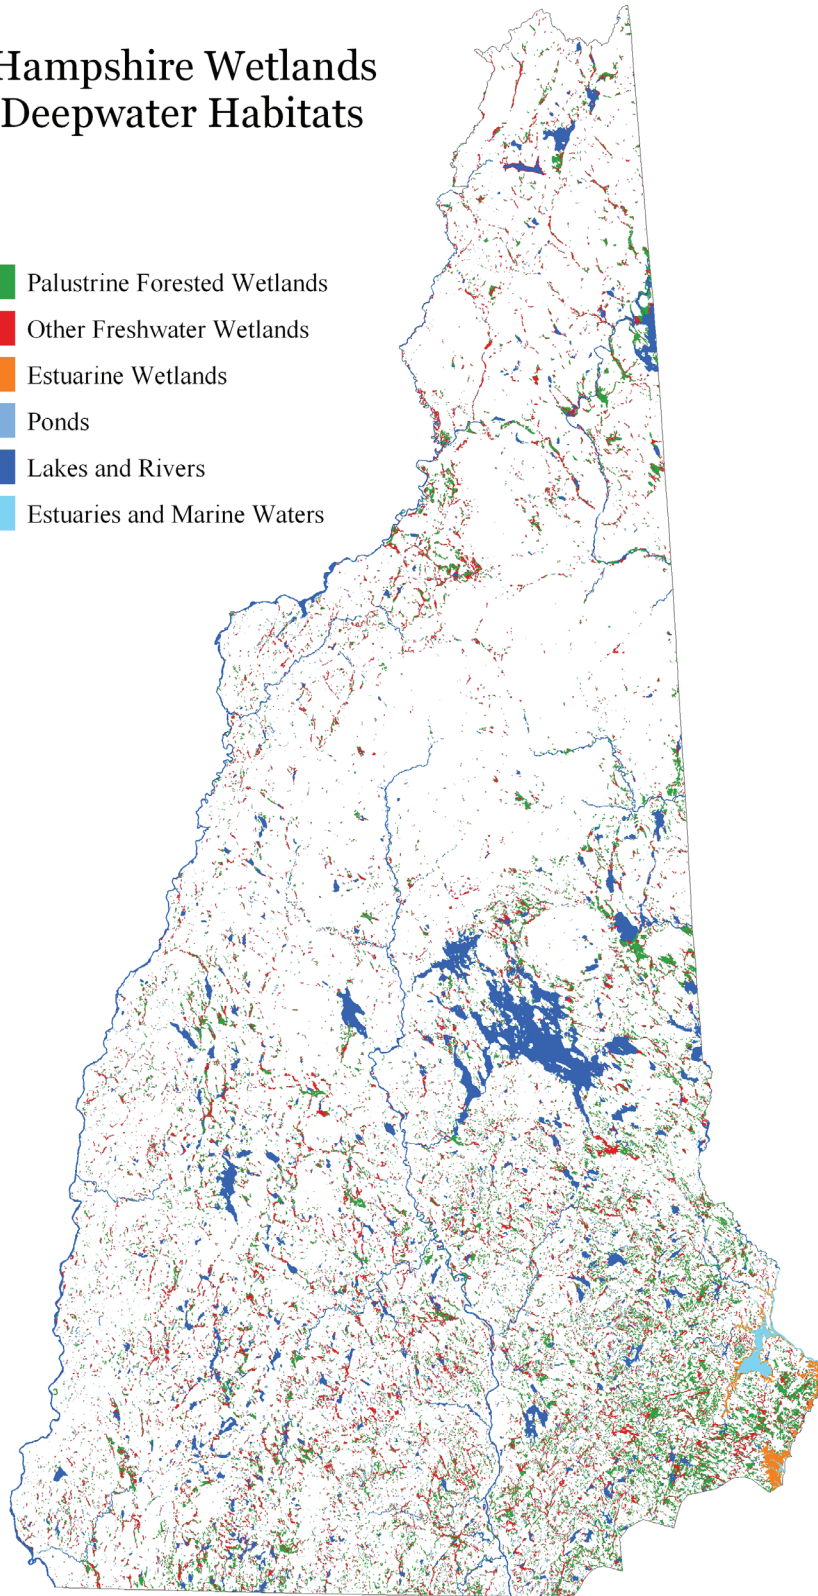 Hampshire Wetlands
Deepwater Habitats
Palustrine Forested Wetlands
Other Freshwater Wetlands
Estuarine Wetlands
Ponds
Lakes and Rivers
Estuaries and Marine Waters